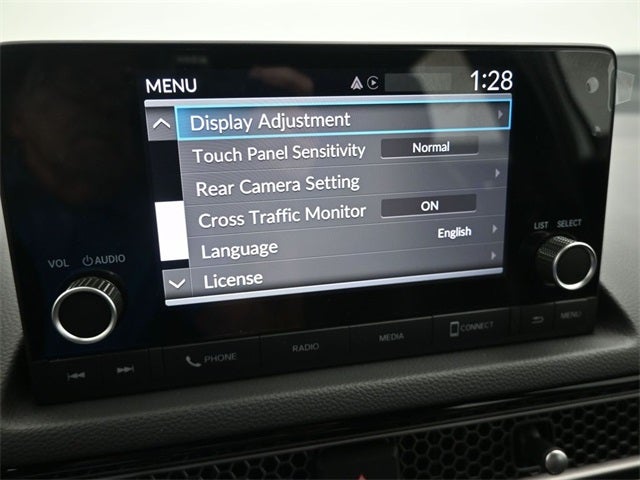 MENU 1:28
Display Adjustment
Touch Panel Sensitivity Normal
Rear Camera Setting
Cross Traffic Monitor ON
Language English
License
VOL AUDIO
LIST SELECT
PHONE RADIO MEDIA CONNECT MENU